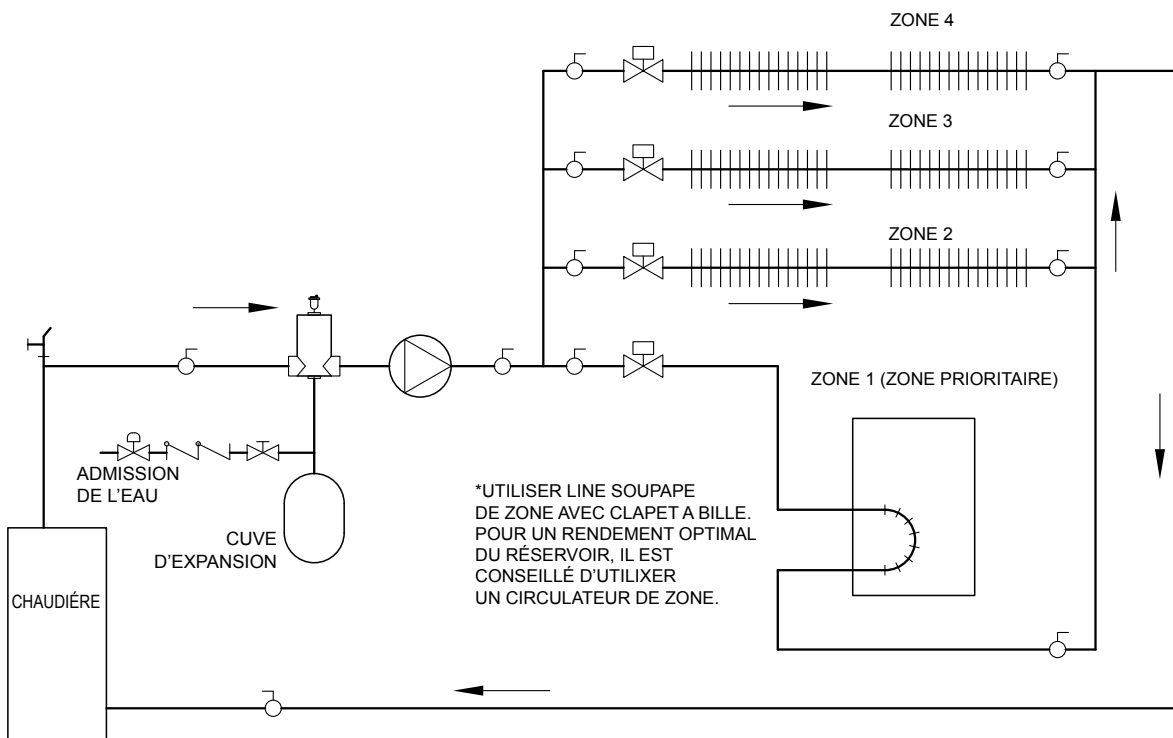 ZONE 4
ZONE 3
ZONE 2
ZONE 1 (ZONE PRIORITAIRE)
ADMISSION
DE L'EAU
CUVE
D'EXPANSION
*UTILISER LINE SOUPAPE
DE ZONE AVEC CLAPET A BILLE.
POUR UN RENDEMENT OPTIMAL
DU RÉSERVOIR, IL EST
CONSEILLÉ D'UTILIXER
UN CIRCULATEUR DE ZONE.
CHAUDIÉRE